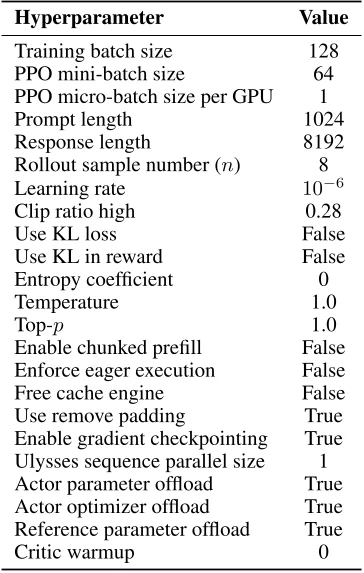 Hyperparameter Value
Training batch size 128
PPO mini-batch size 64
PPO micro-batch size per GPU 1
Prompt length 1024
Response length 8192
Rollout sample number (n) 8
Learning rate 10⁻⁶
Clip ratio high 0.28
Use KL loss False
Use KL in reward False
Entropy coefficient 0
Temperature 1.0
Top-p 1.0
Enable chunked prefill False
Enforce eager execution False
Free cache engine False
Use remove padding True
Enable gradient checkpointing True
Ulysses sequence parallel size 1
Actor parameter offload True
Actor optimizer offload True
Reference parameter offload True
Critic warmup 0